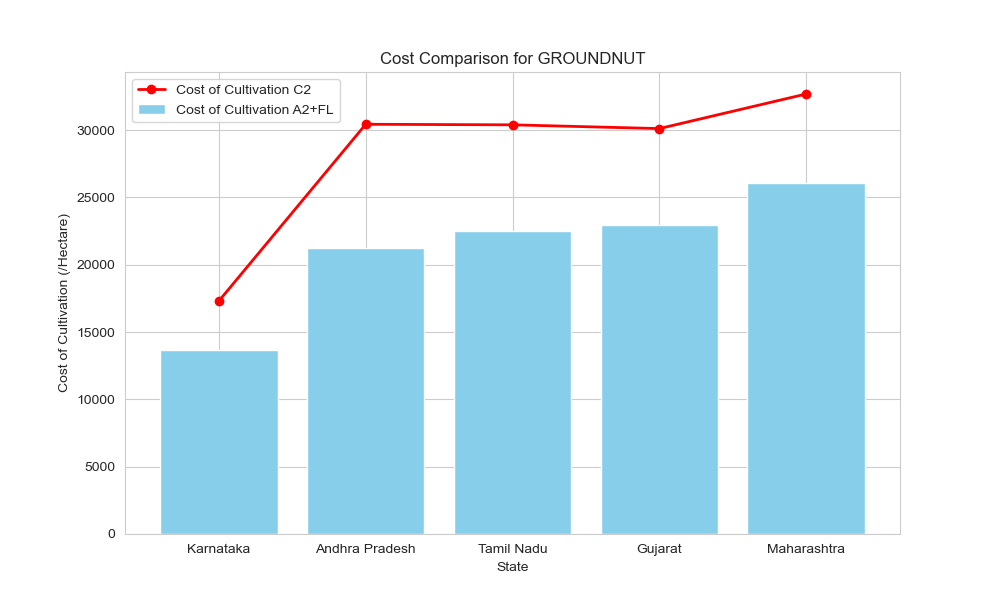 Cost Comparison for GROUNDNUT
Cost of Cultivation C2
Cost of Cultivation A2+FL
Cost of Cultivation (/Hectare)
30000
25000
20000
15000
10000
5000
0
Karnataka
Andhra Pradesh
Tamil Nadu
Gujarat
Maharashtra
State